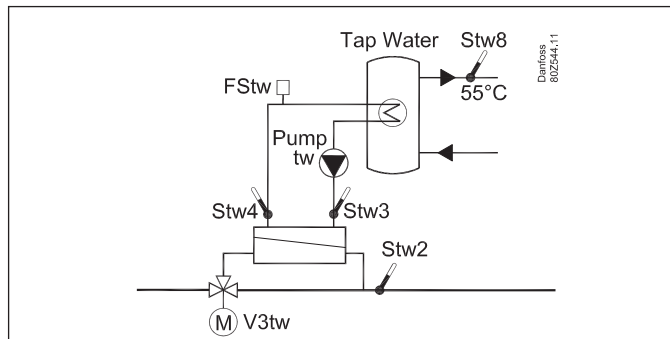 Tap Water
Stw8
Danfoss
80Z544.11
FStw
55°C
Pump
tw
Stw4
Stw3
Stw2
M
V3tw